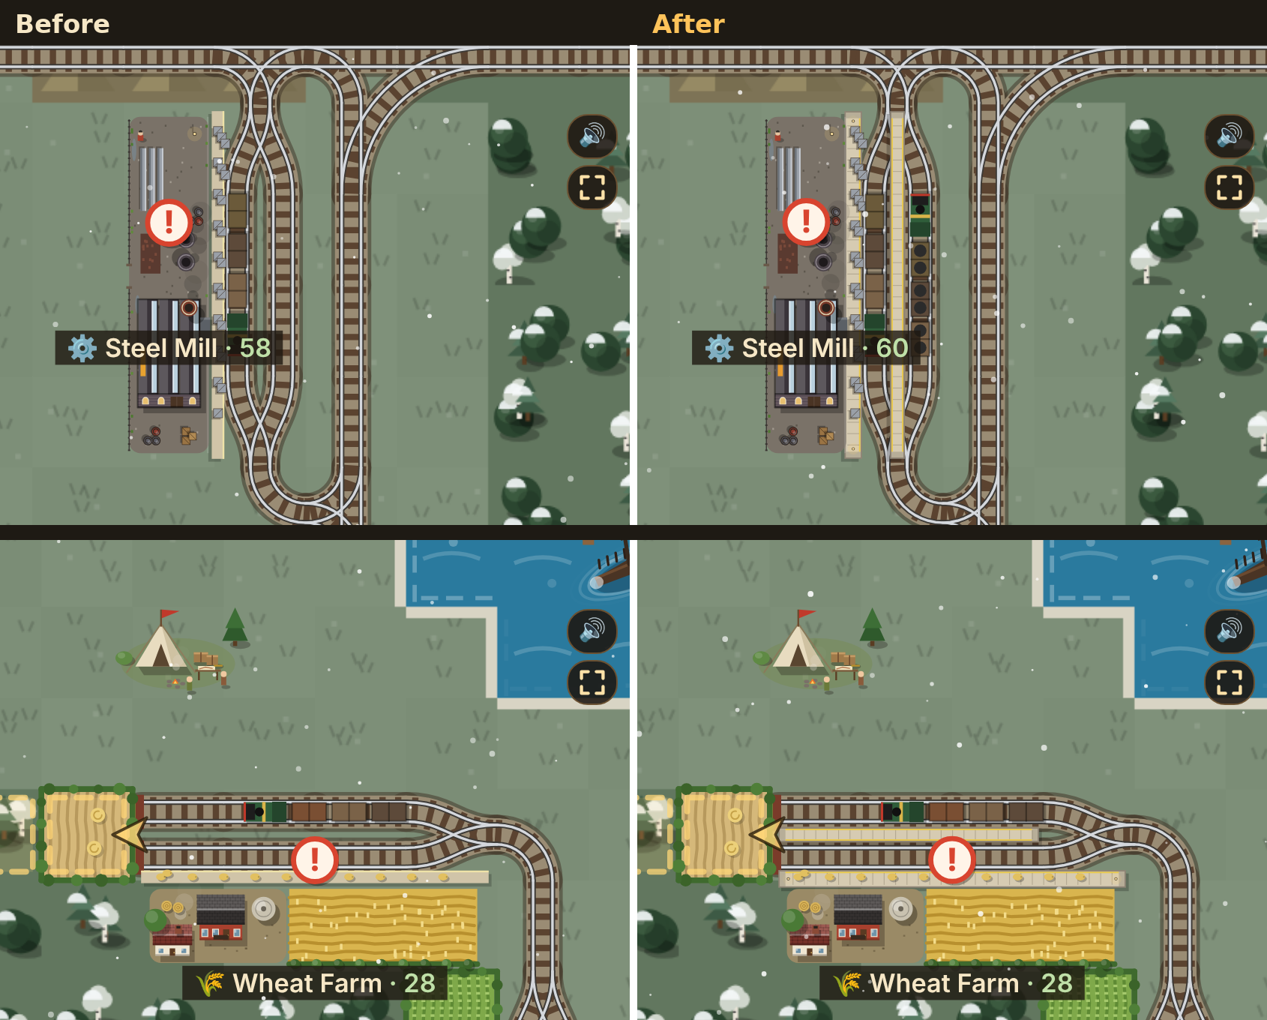 Before
After
⚙️ Steel Mill · 58
⚙️ Steel Mill · 60
🌾 Wheat Farm · 28
🌾 Wheat Farm · 28